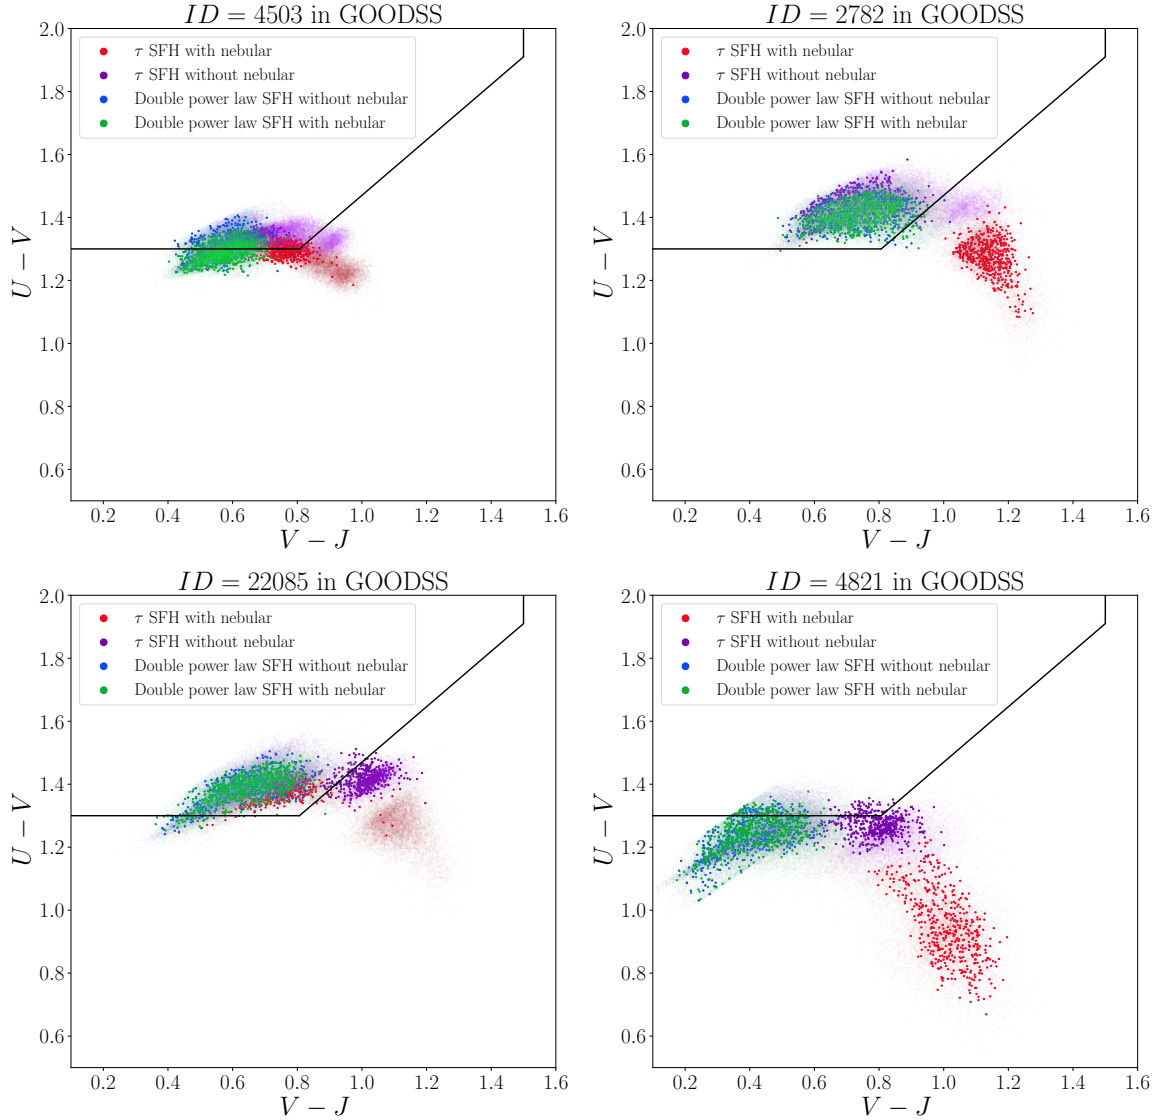 ID = 4503 in GOODSS
τ SFH with nebular
τ SFH without nebular
Double power law SFH without nebular
Double power law SFH with nebular
2.0
1.8
1.6
1.4
1.2
1.0
0.8
0.6
U − V
0.2 0.4 0.6 0.8 1.0 1.2 1.4 1.6
V − J
ID = 2782 in GOODSS
τ SFH with nebular
τ SFH without nebular
Double power law SFH without nebular
Double power law SFH with nebular
2.0
1.8
1.6
1.4
1.2
1.0
0.8
0.6
U − V
0.2 0.4 0.6 0.8 1.0 1.2 1.4 1.6
V − J
ID = 22085 in GOODSS
τ SFH with nebular
τ SFH without nebular
Double power law SFH without nebular
Double power law SFH with nebular
2.0
1.8
1.6
1.4
1.2
1.0
0.8
0.6
U − V
0.2 0.4 0.6 0.8 1.0 1.2 1.4 1.6
V − J
ID = 4821 in GOODSS
τ SFH with nebular
τ SFH without nebular
Double power law SFH without nebular
Double power law SFH with nebular
2.0
1.8
1.6
1.4
1.2
1.0
0.8
0.6
U − V
0.2 0.4 0.6 0.8 1.0 1.2 1.4 1.6
V − J